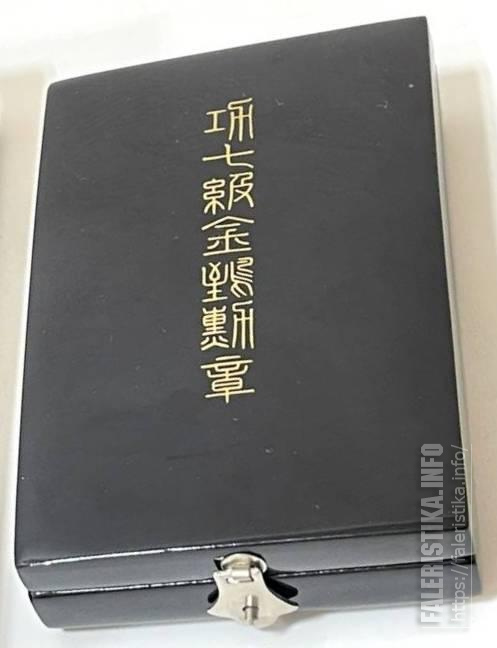 功七級金鵄勲章
FALERISTIKA.INFO
https://faleristika.info/